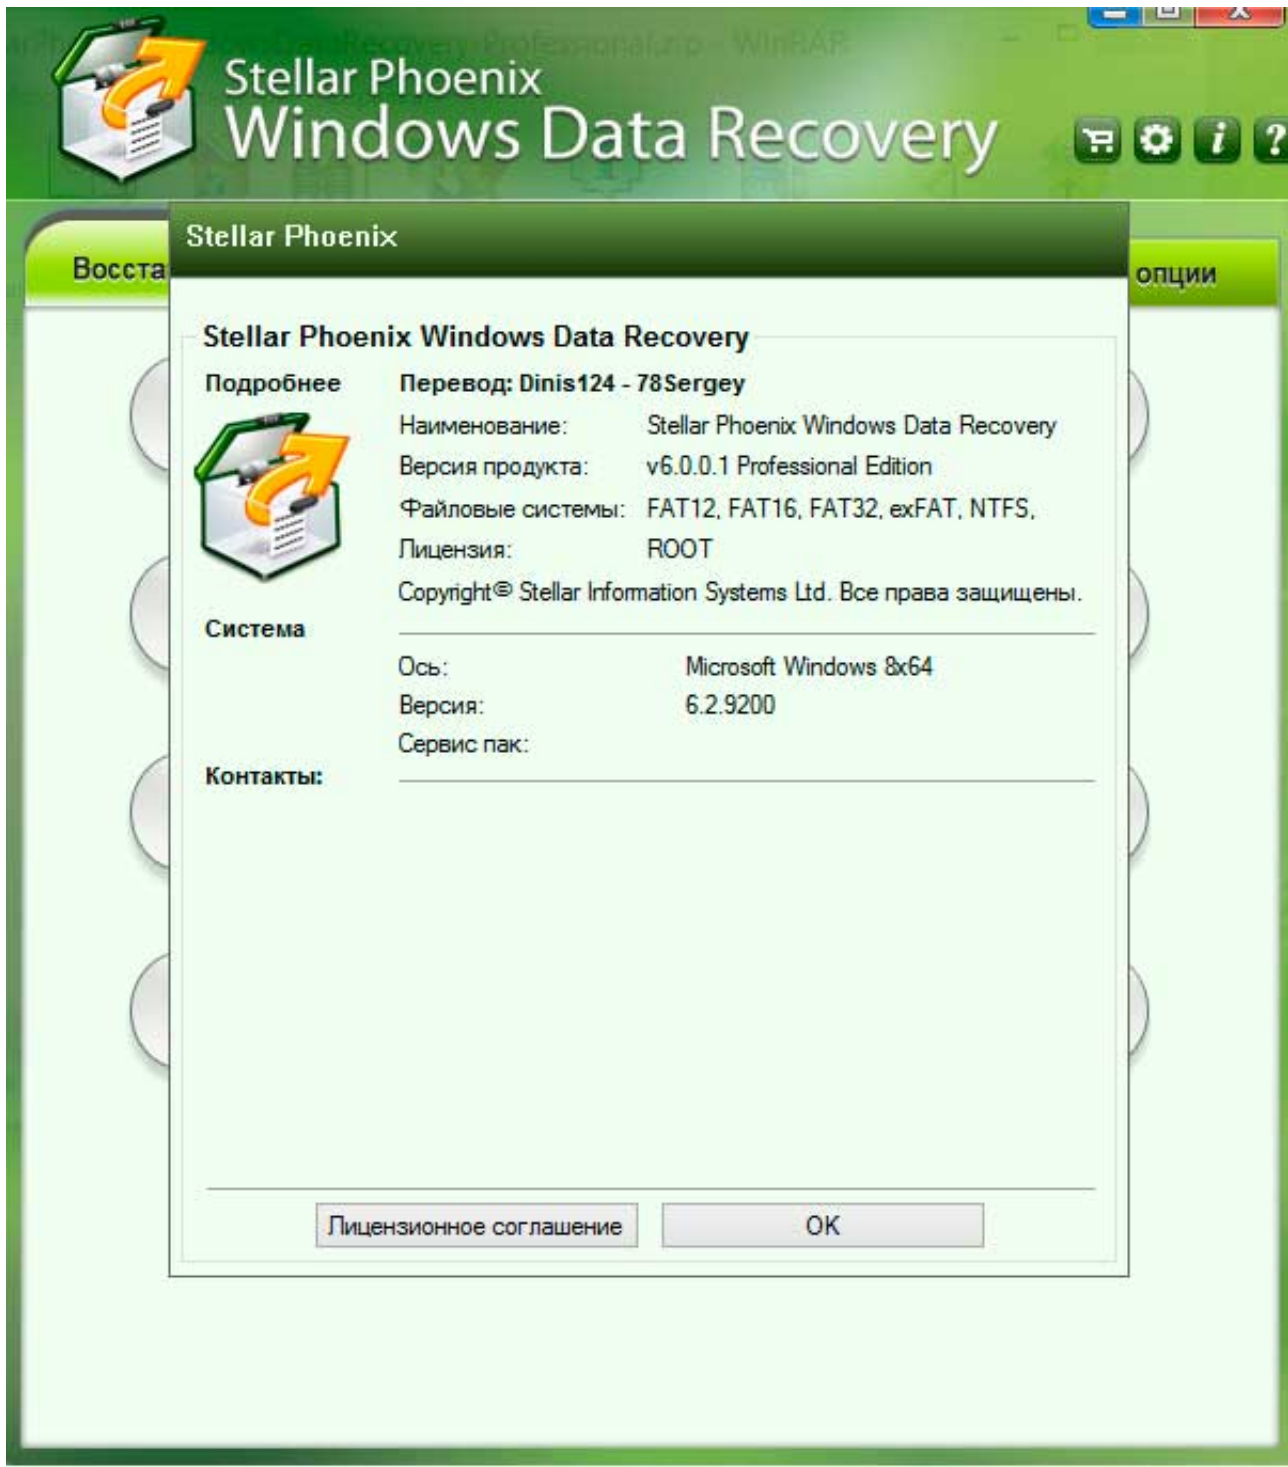 Stellar Phoenix
Windows Data Recovery
Stellar Phoenix
Восста
опции
Stellar Phoenix Windows Data Recovery
Подробнее
Перевод: Dinis124 - 78Sergey
Наименование: Stellar Phoenix Windows Data Recovery
Версия продукта: v6.0.0.1 Professional Edition
Файловые системы: FAT12, FAT16, FAT32, exFAT, NTFS,
Лицензия: ROOT
Copyright© Stellar Information Systems Ltd. Все права защищены.
Система
Ось: Microsoft Windows 8x64
Версия: 6.2.9200
Сервис пак:
Контакты:
Лицензионное соглашение
OK